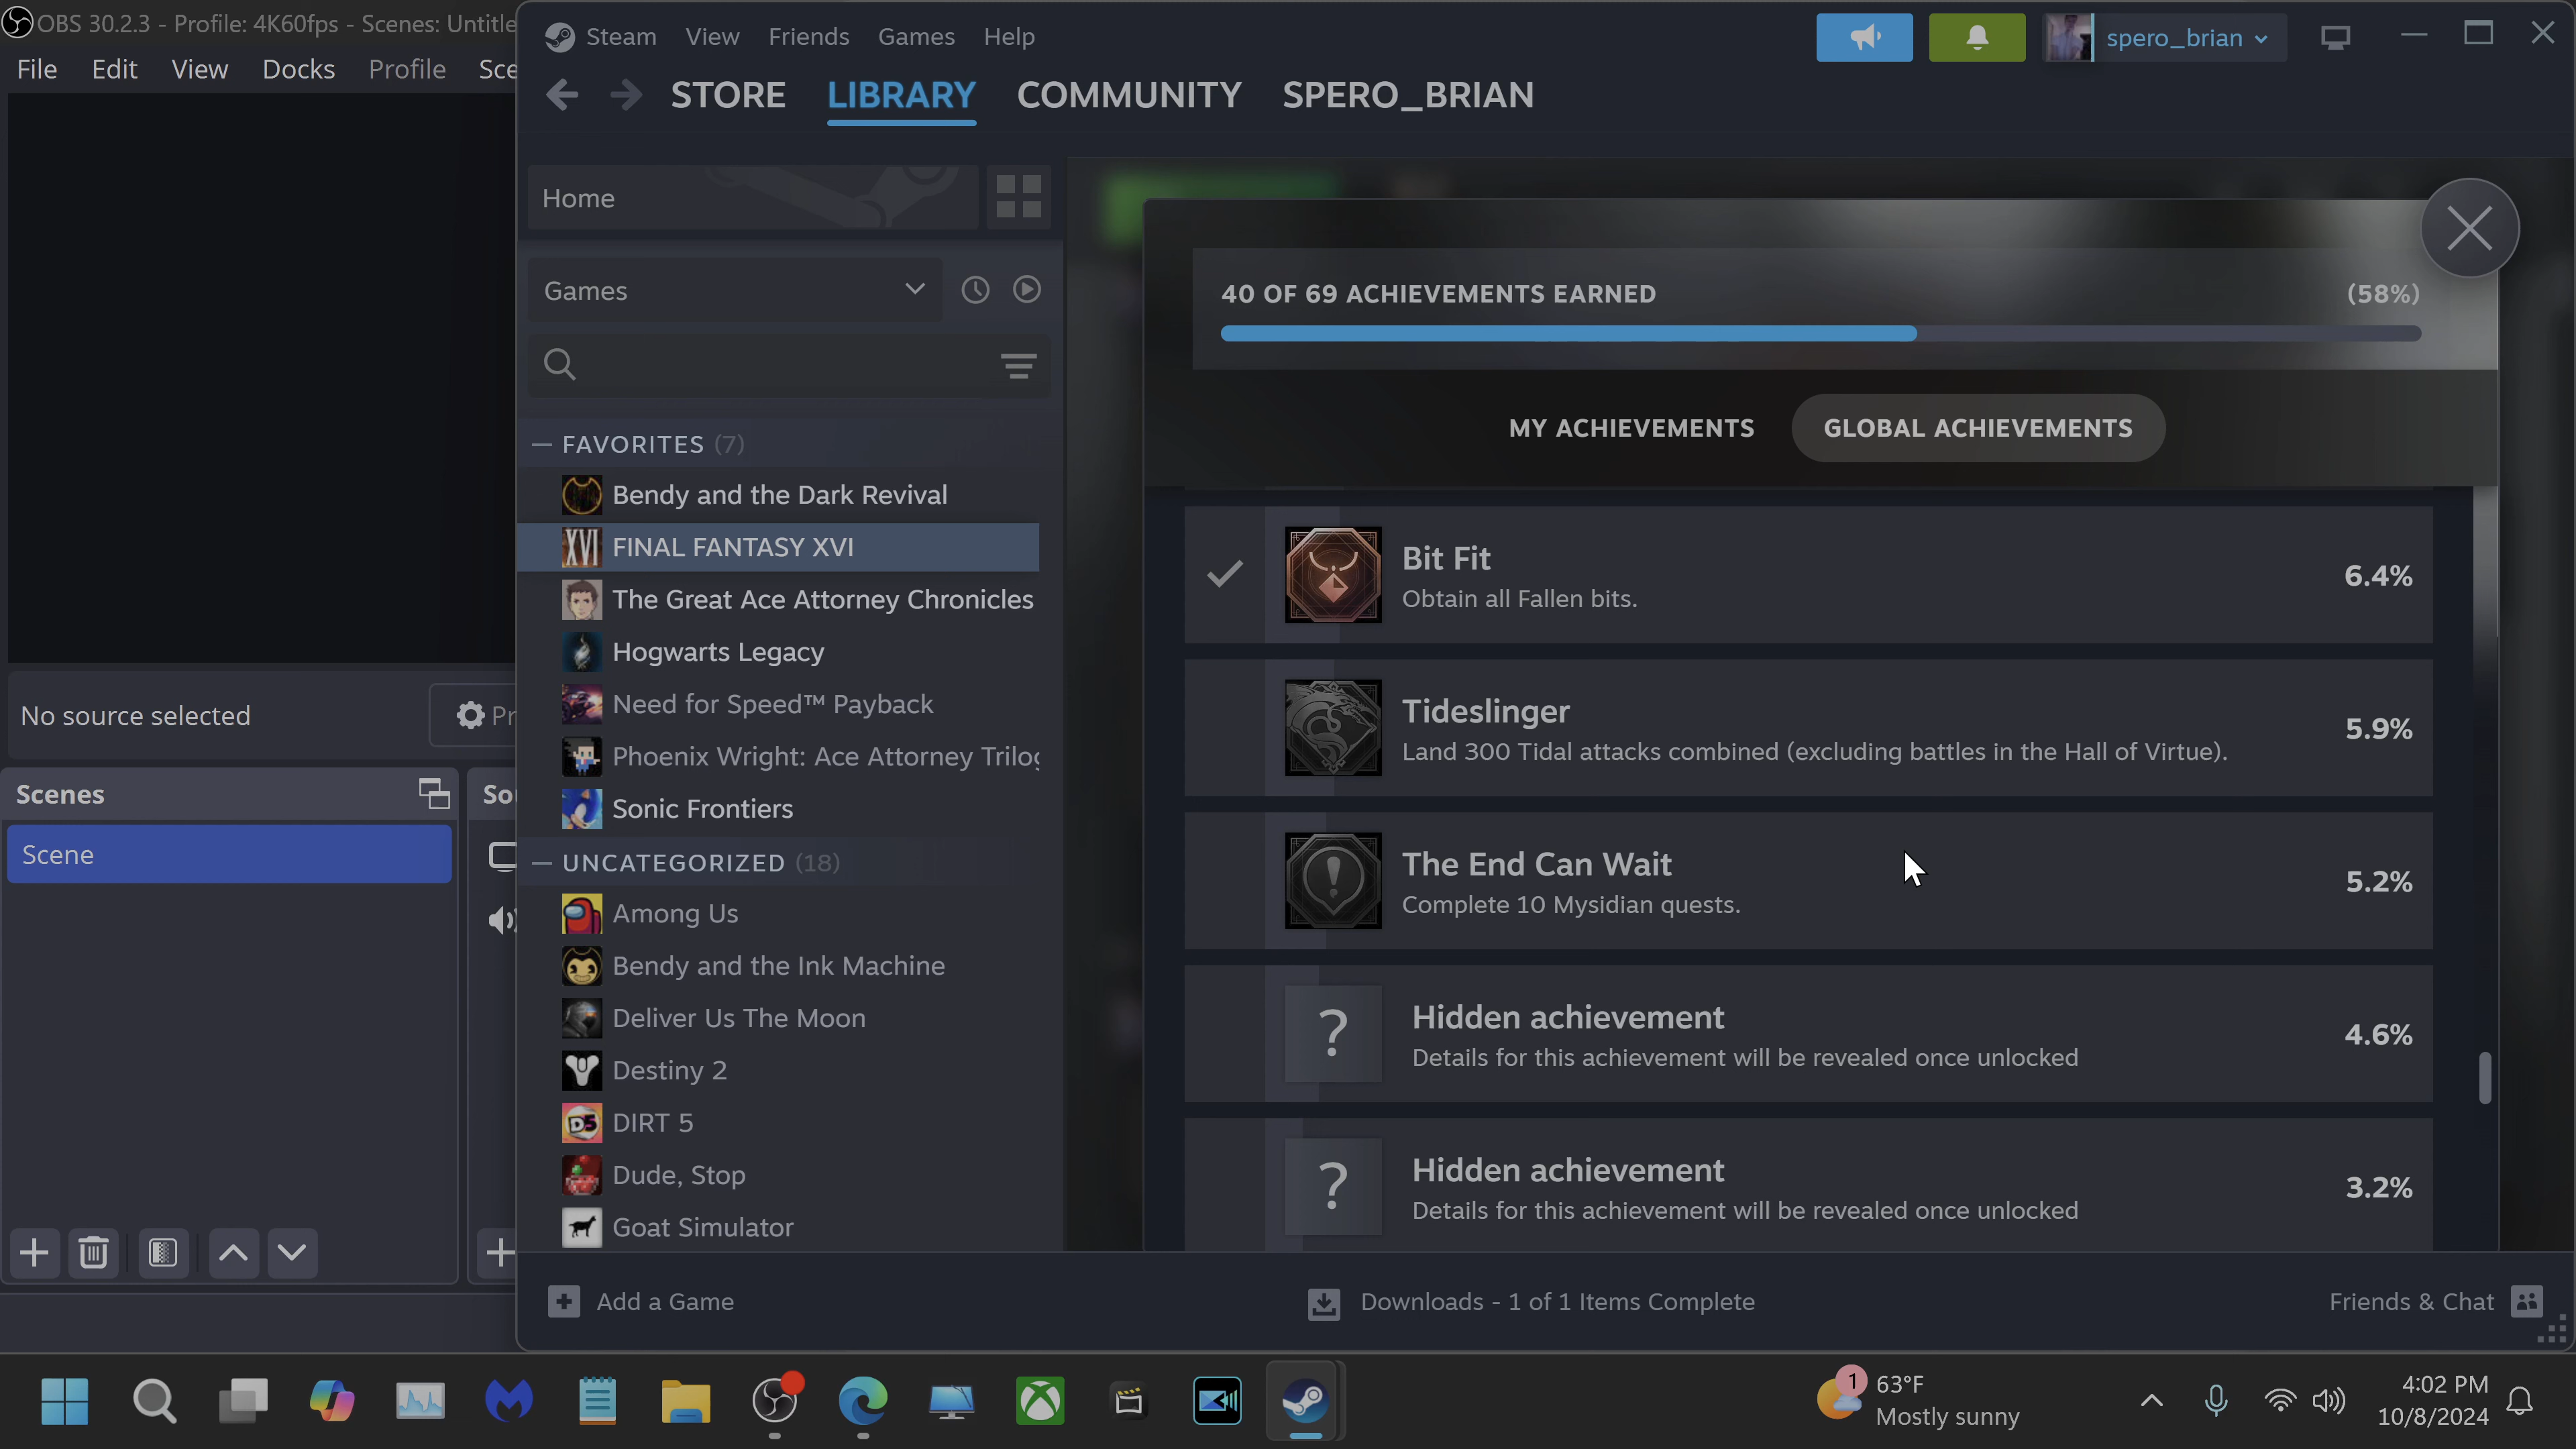 OBS 30.2.3 - Profile: 4K60fps - Scenes: Untitle
File Edit View Docks Profile Sce
No source selected
Pr
Scenes
Sou
Scene
Steam View Friends Games Help
spero_brian
STORE LIBRARY COMMUNITY SPERO_BRIAN
Home
Games
FAVORITES (7)
Bendy and the Dark Revival
XVI FINAL FANTASY XVI
The Great Ace Attorney Chronicles
Hogwarts Legacy
Need for Speed™ Payback
Phoenix Wright: Ace Attorney Trilog
Sonic Frontiers
UNCATEGORIZED (18)
Among Us
Bendy and the Ink Machine
Deliver Us The Moon
Destiny 2
D5 DIRT 5
Dude, Stop
Goat Simulator
40 OF 69 ACHIEVEMENTS EARNED (58%)
MY ACHIEVEMENTS GLOBAL ACHIEVEMENTS
Bit Fit
Obtain all Fallen bits.
6.4%
Tideslinger
Land 300 Tidal attacks combined (excluding battles in the Hall of Virtue).
5.9%
The End Can Wait
Complete 10 Mysidian quests.
5.2%
? Hidden achievement
Details for this achievement will be revealed once unlocked
4.6%
? Hidden achievement
Details for this achievement will be revealed once unlocked
3.2%
Add a Game
Downloads - 1 of 1 Items Complete
Friends & Chat
1
63°F
Mostly sunny
4:02 PM
10/8/2024